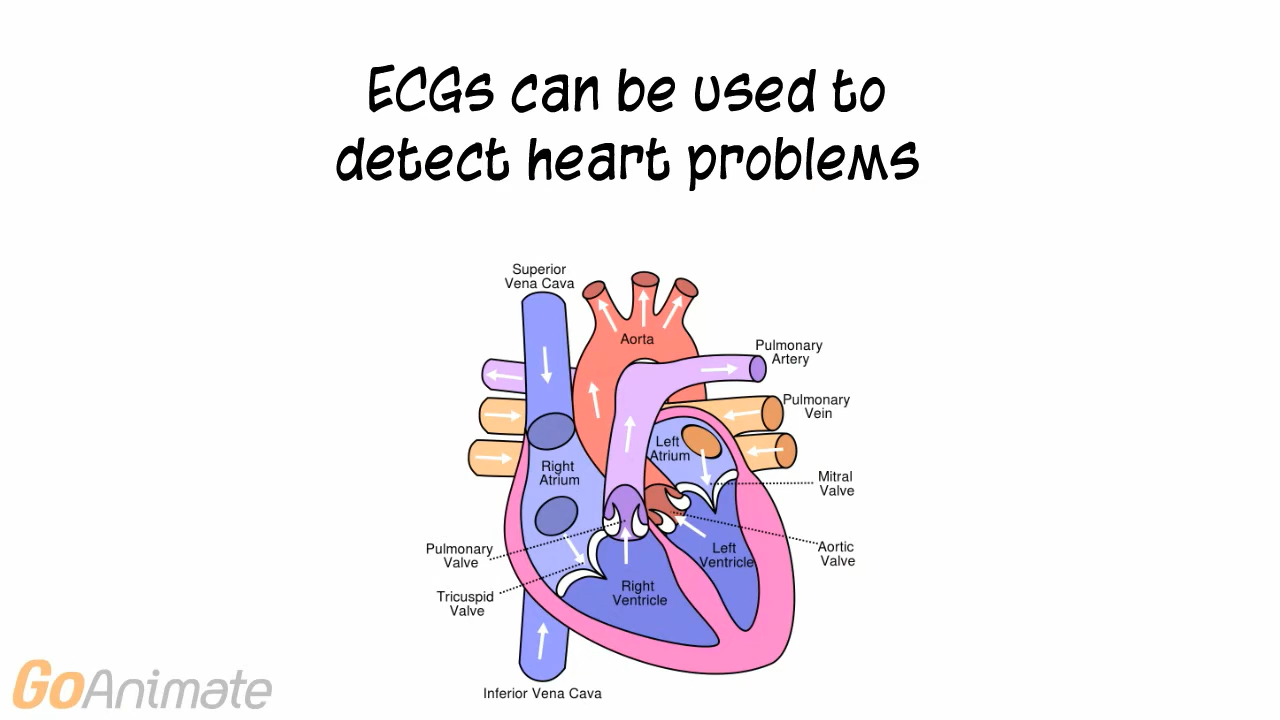 ECGs can be used to
detect heart problems
Superior
Vena Cava
Aorta
Pulmonary
Artery
Pulmonary
Vein
Left
Atrium
Right
Atrium
Mitral
Valve
Pulmonary
Valve
Aortic
Valve
Left
Ventricle
Right
Ventricle
Tricuspid
Valve
Inferior Vena Cava
GoAnimate